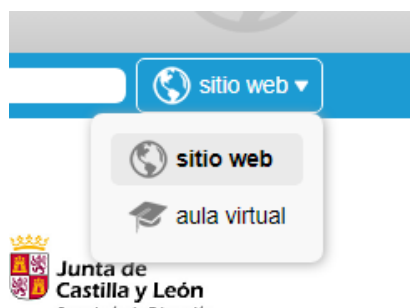 sitio web
sitio web
aula virtual
Junta de
Castilla y León